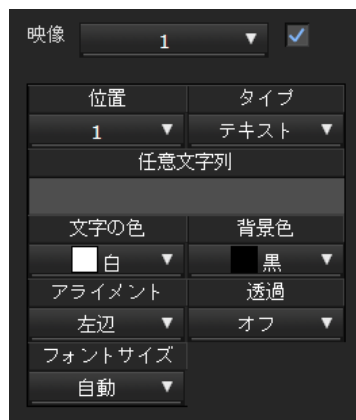 映像 1 ▼
位置 タイプ
1 ▼ テキスト ▼
任意文字列
文字の色 背景色
白 ▼ 黒 ▼
アライメント 透過
左辺 ▼ オフ ▼
フォントサイズ
自動 ▼